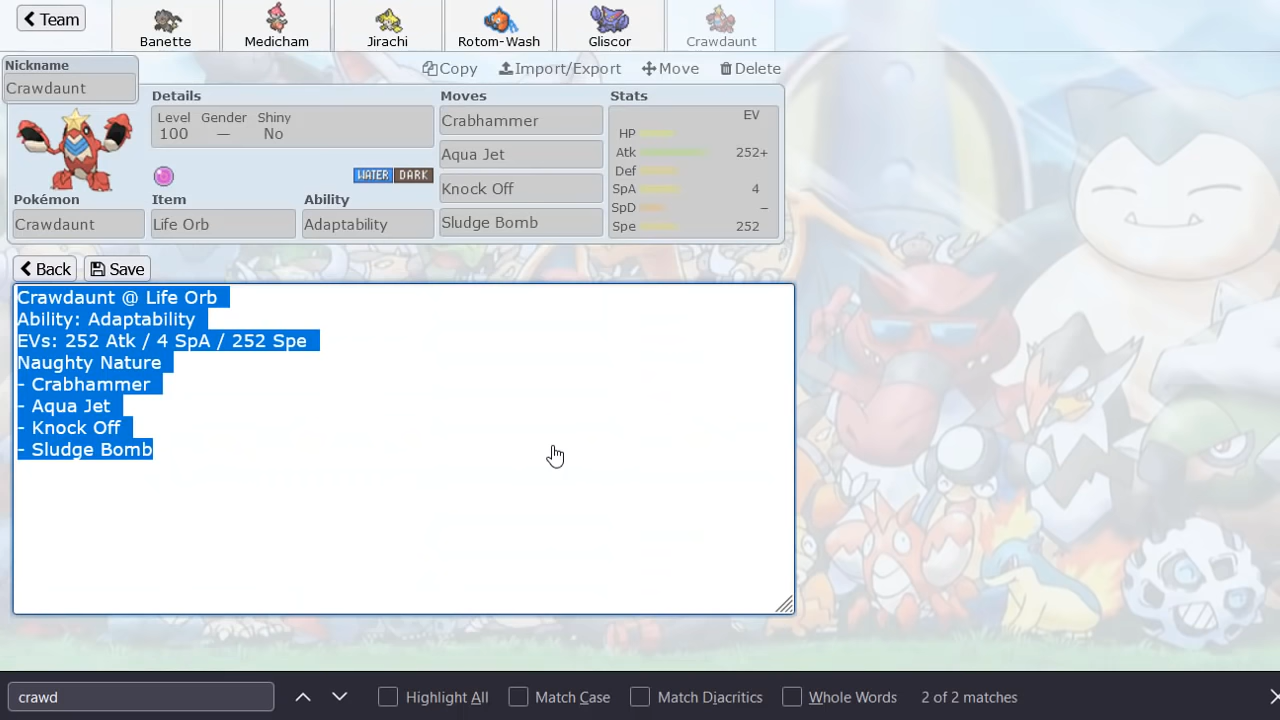 Team
Banette
Medicham
Jirachi
Rotom-Wash
Gliscor
Crawdaunt
Copy
Import/Export
Move
Delete
Nickname
Crawdaunt
Details
Level Gender Shiny
100 — No
WATER DARK
Pokémon Item Ability
Crawdaunt Life Orb Adaptability
Moves
Crabhammer
Aqua Jet
Knock Off
Sludge Bomb
Stats
EV
HP
Atk 252+
Def
SpA 4
SpD –
Spe 252
Back Save
Crawdaunt @ Life Orb
Ability: Adaptability
EVs: 252 Atk / 4 SpA / 252 Spe
Naughty Nature
- Crabhammer
- Aqua Jet
- Knock Off
- Sludge Bomb
crawd Highlight All Match Case Match Diacritics Whole Words 2 of 2 matches